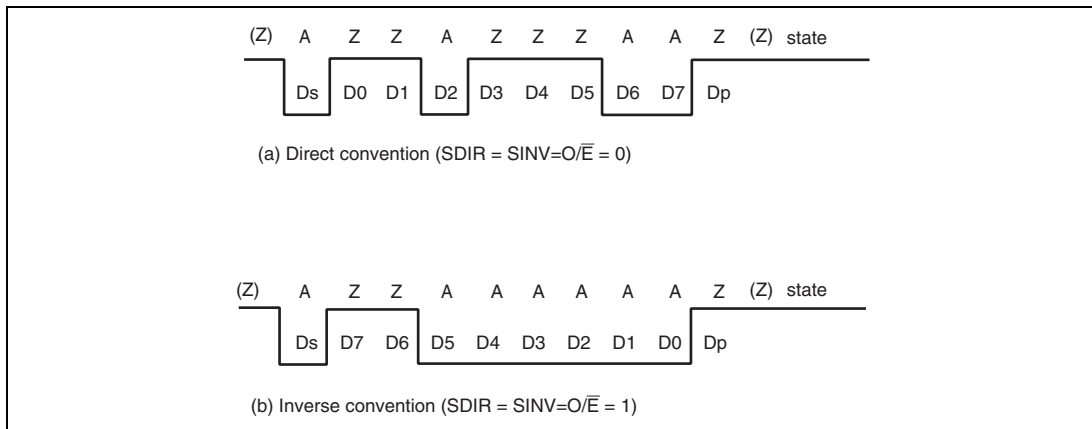 (Z) A Z Z A Z Z Z A A Z (Z) state
Ds D0 D1 D2 D3 D4 D5 D6 D7 Dp
(a) Direct convention (SDIR = SINV=O/E̅ = 0)
(Z) A Z Z A A A A A A Z (Z) state
Ds D7 D6 D5 D4 D3 D2 D1 D0 Dp
(b) Inverse convention (SDIR = SINV=O/E̅ = 1)